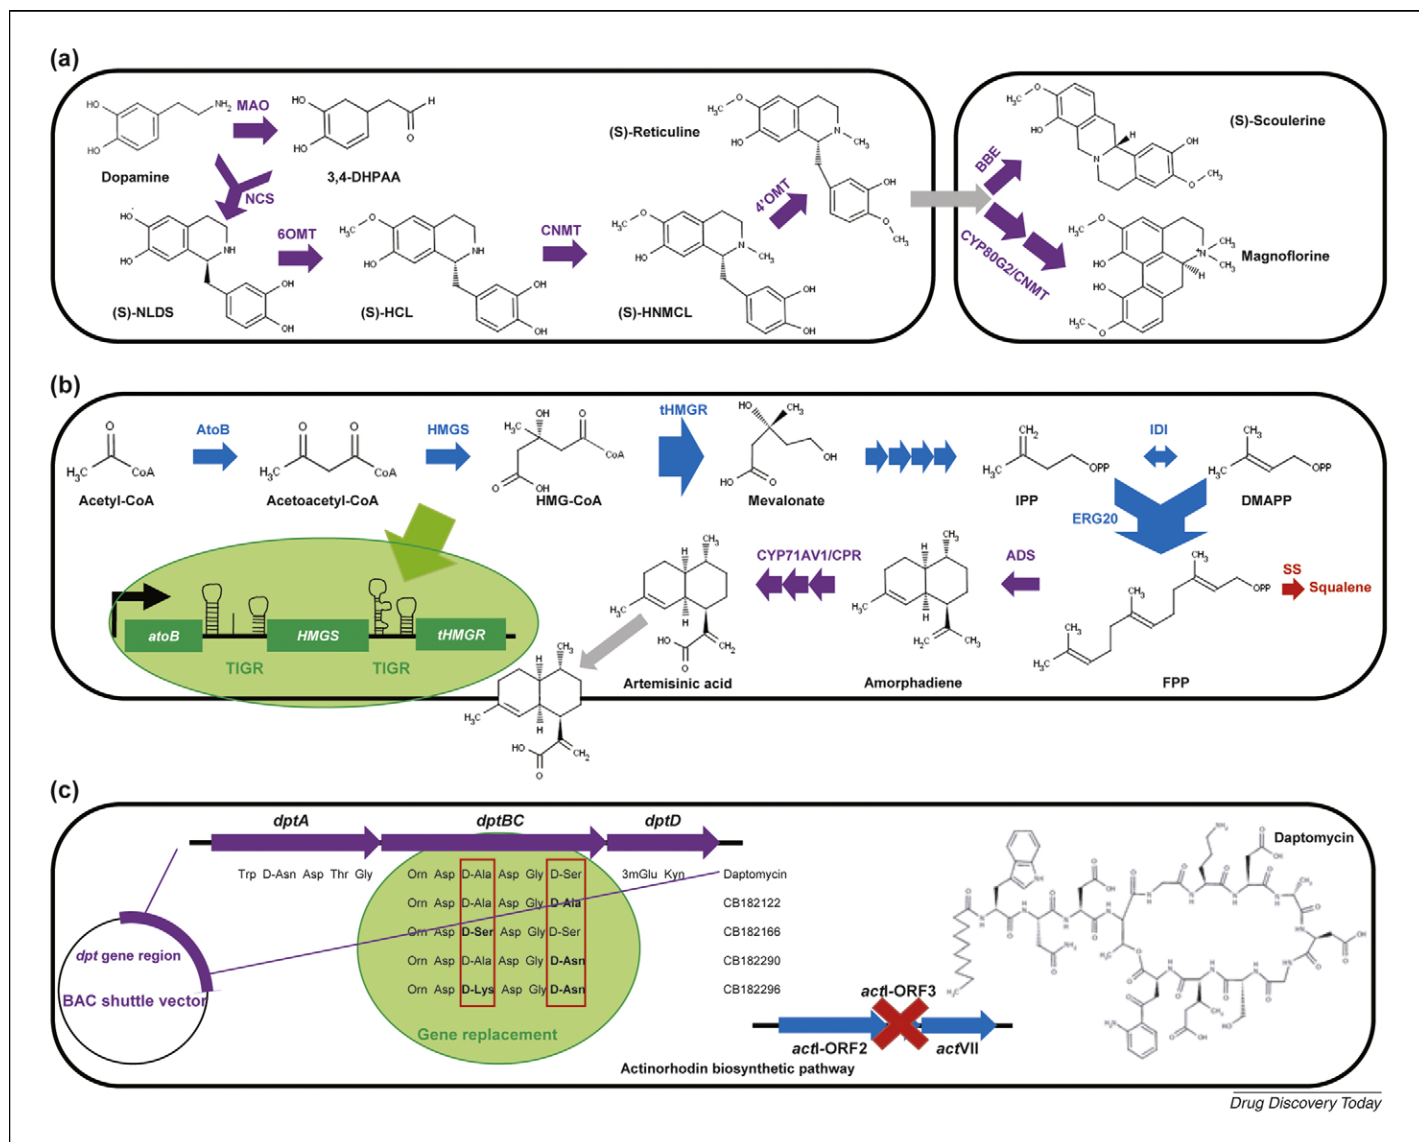 (a)
MAO
Dopamine
3,4-DHPAA
NCS
(S)-NLDS
6OMT
(S)-HCL
CNMT
(S)-HNMCL
4'OMT
(S)-Reticuline
BBE
(S)-Scoulerine
CYP80G2/CNMT
Magnoflorine
(b)
Acetyl-CoA
AtoB
Acetoacetyl-CoA
HMGS
HMG-CoA
tHMGR
Mevalonate
IPP
IDI
DMAPP
ERG20
FPP
SS
Squalene
ADS
Amorphadiene
CYP71AV1/CPR
Artemisinic acid
atoB
HMGS
tHMGR
TIGR
TIGR
(c)
dptA dptBC dptD
Trp D-Asn Asp Thr Gly Orn Asp D-Ala Asp Gly D-Ser 3mGlu Kyn Daptomycin
Orn Asp D-Ala Asp Gly D-Ala CB182122
Orn Asp D-Ser Asp Gly D-Ser CB182166
Orn Asp D-Ala Asp Gly D-Asn CB182290
Orn Asp D-Lys Asp Gly D-Asn CB182296
Gene replacement
dpt gene region
BAC shuttle vector
actI-ORF3
actI-ORF2
actVII
Actinorhodin biosynthetic pathway
Daptomycin
Drug Discovery Today